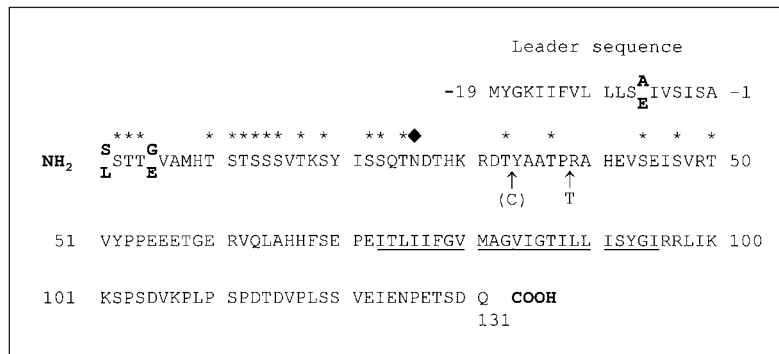 Leader sequence
A
-19 MYGKIIFVL LLS IVSISA -1
E
*** * ***** * * ** *◆ * * * * *
S G
NH₂ STT VAMHT STSSSVTKSY ISSQTNDTHK RDTYAATPRA HEVSEISVRT 50
L E
↑ ↑
(C) T
51 VYPPEEETGE RVQLAHHFSE PEITLIIFGV MAGVIGTILL ISYGIRRLIK 100
101 KSPSDVKPLP SPDTDVPLSS VEIENPETSD Q COOH
131